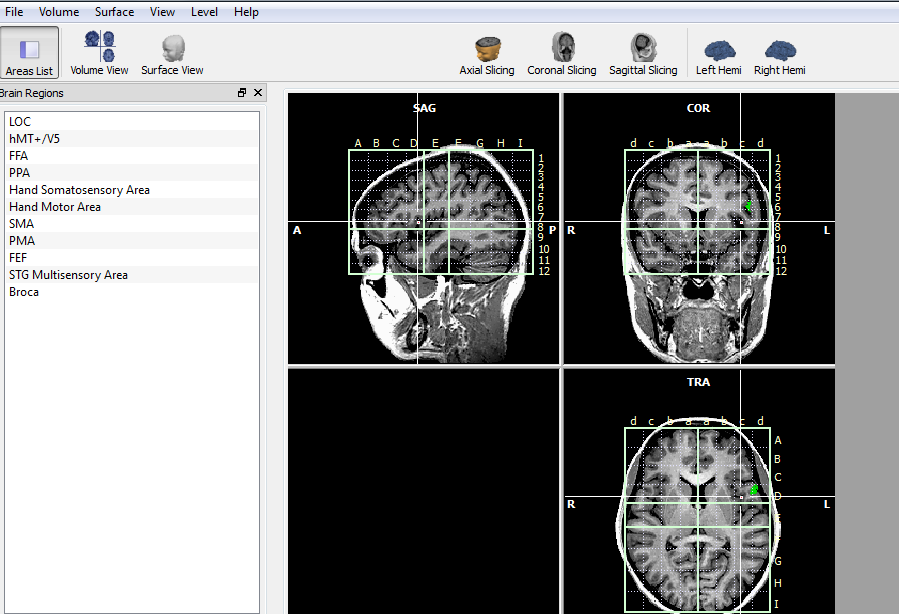 File Volume Surface View Level Help
Areas List Volume View Surface View Axial Slicing Coronal Slicing Sagittal Slicing Left Hemi Right Hemi
Brain Regions
LOC
hMT+/V5
FFA
PPA
Hand Somatosensory Area
Hand Motor Area
SMA
PMA
FEF
STG Multisensory Area
Broca
SAG
A B C D E E G H I
1
2
3
4
5
6
7
8
9
10
11
12
A P
COR
d c b a a b c d
1
2
3
4
5
6
7
8
9
10
11
12
R L
TRA
d c b a a b c d
A
B
C
D
G
H
I
R L